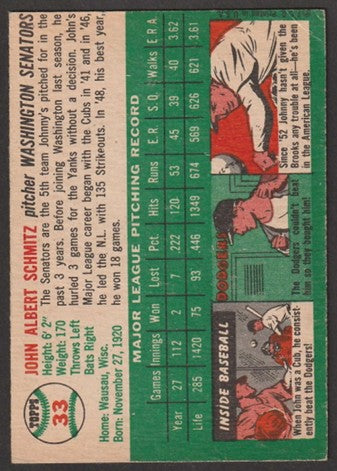 TOPPS
33
JOHN ALBERT SCHMITZ pitcher WASHINGTON SENATORS
Height: 6' 2"
Weight: 170
Throws Left
Bats Right
Home: Wausau, Wisc.
Born: November 27, 1920
The Senators are the 5th team Johnny's pitched for in the
past 3 years. Before joining Washington last season, he
hurled 3 games for the Yanks without a decision. John's
Major League career began with the Cubs in '41 and in '46,
he led the N.L. with 135 Strike-outs. In '48, his best year,
he won 18 games.
MAJOR LEAGUE PITCHING RECORD
Games Innings Won Lost Pct. Hits Runs E.R. S.O. Walks E.R.A.
Year 27 112 2 7 222 120 53 45 39 40 3.62
Life 285 1420 75 93 446 1349 674 569 626 621 3.61
INSIDE BASEBALL
When John was a Cub, he consist-
ently beat the Dodgers!
DODGERS
The Dodgers couldn't beat
him so they bought him!
Since '52 Johnny hasn't given the
Brooks any trouble at all—he's been
in the American League.